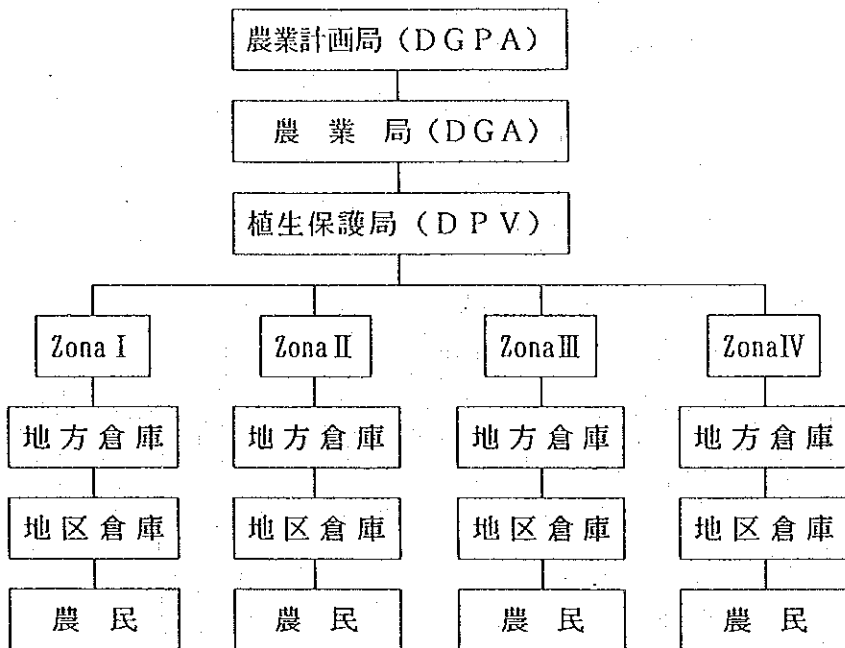 農業計画局(DGPA)
農業局(DGA)
植生保護局(DPV)
Zona Ⅰ Zona Ⅱ Zona Ⅲ Zona Ⅳ
地方倉庫 地方倉庫 地方倉庫 地方倉庫
地区倉庫 地区倉庫 地区倉庫 地区倉庫
農民 農民 農民 農民